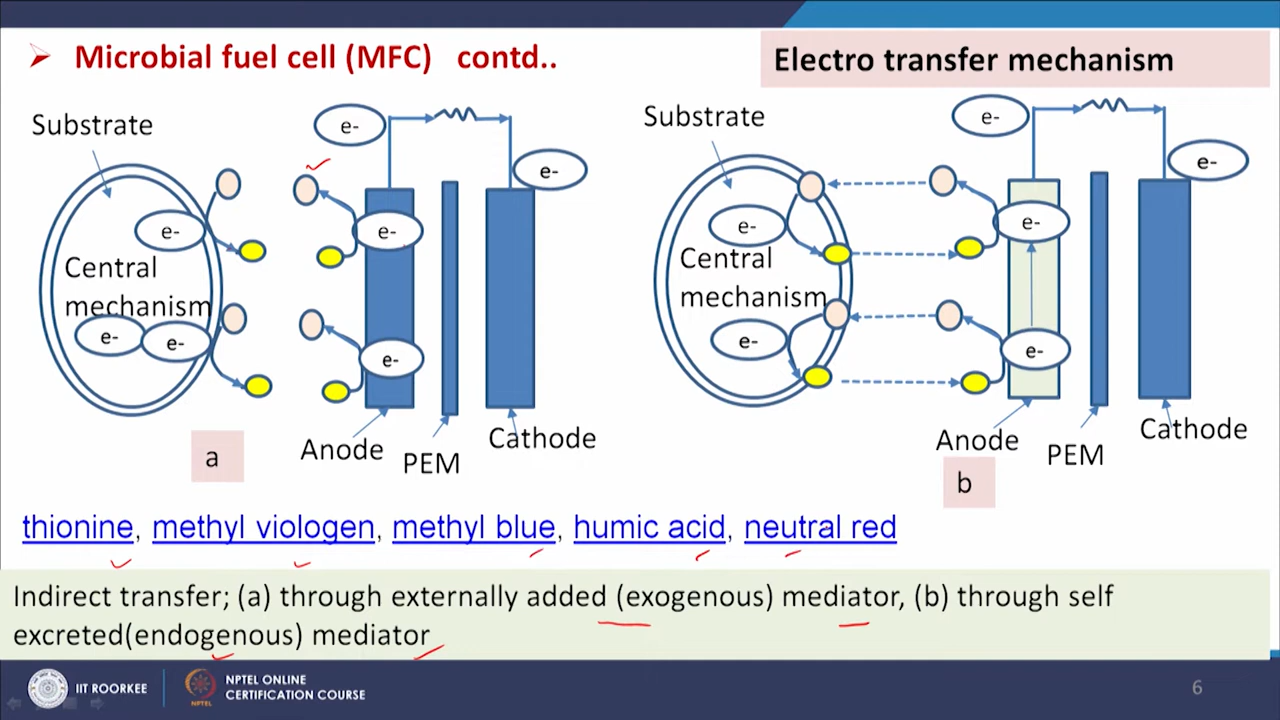 Microbial fuel cell (MFC) contd..
Electro transfer mechanism
Substrate
e-
e-
e-
e-
Central
mechanism
e-
e-
e-
Anode
PEM
Cathode
a
Substrate
e-
e-
e-
e-
Central
mechanism
e-
e-
Anode
PEM
Cathode
b
thionine, methyl viologen, methyl blue, humic acid, neutral red
Indirect transfer; (a) through externally added (exogenous) mediator, (b) through self
excreted(endogenous) mediator
IIT ROORKEE
NPTEL
NPTEL ONLINE
CERTIFICATION COURSE
6